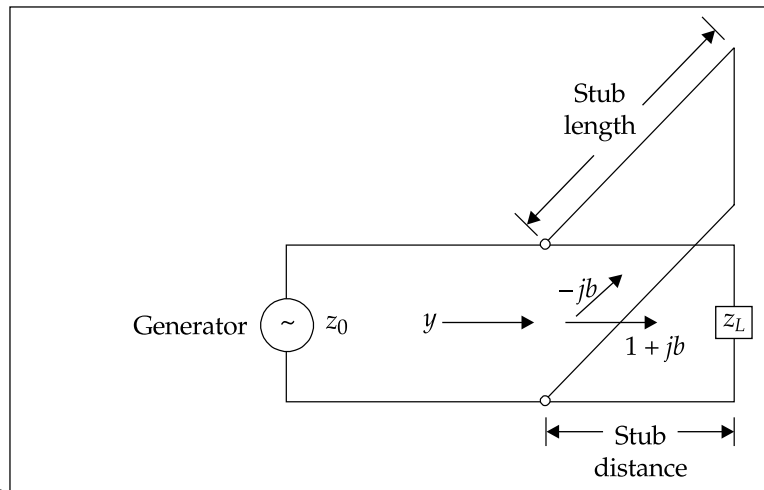 Stub
length
Generator
~
z0
y
−jb
1 + jb
zL
Stub
distance